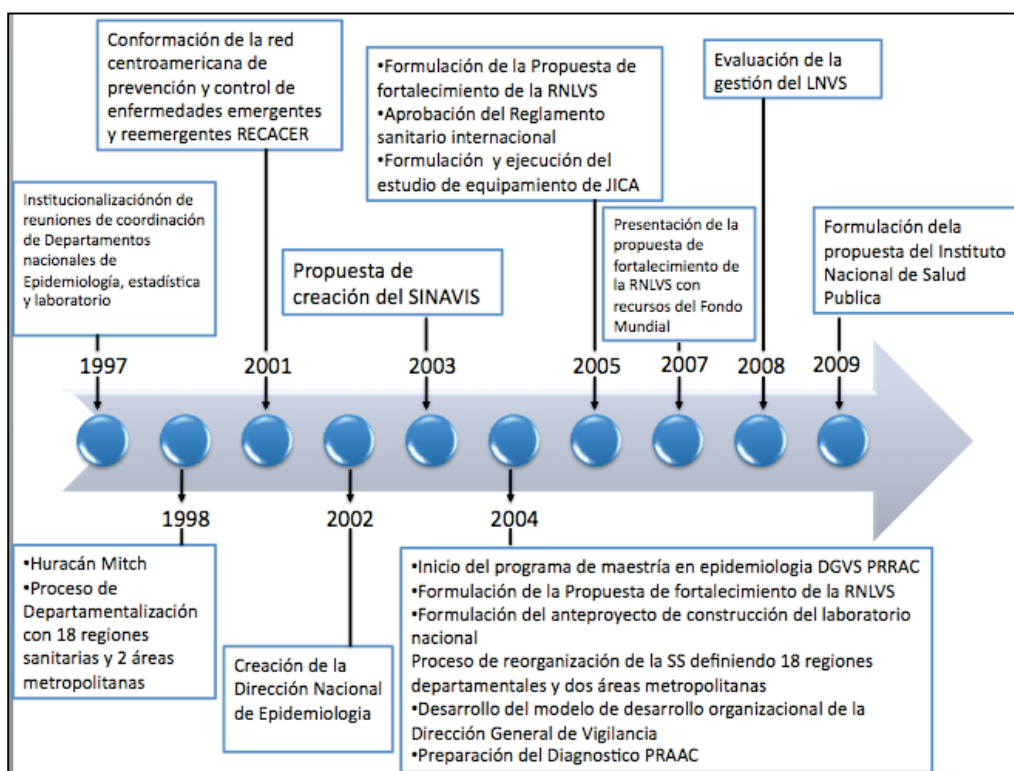 Conformación de la red
centroamericana de
prevención y control de
enfermedades emergentes
y reemergentes RECACER
•Formulación de la Propuesta de
fortalecimiento de la RNLVS
•Aprobación del Reglamento
sanitario internacional
•Formulación y ejecución del
estudio de equipamiento de JICA
Evaluación de la
gestión del LNVS
Institucionalizaciónón de
reuniones de coordinación
de Departamentos
nacionales de
Epidemiología, estadística
y laboratorio
Propuesta de
creación del SINAVIS
Presentación de la
propuesta de
fortalecimiento de
la RNLVS con
recursos del Fondo
Mundial
Formulación dela
propuesta del Instituto
Nacional de Salud
Publica
1997
2001
2003
2005
2007
2008
2009
1998
2002
2004
•Huracán Mitch
•Proceso de
Departamentalización
con 18 regiones
sanitarias y 2 áreas
metropolitanas
Creación de la
Dirección Nacional
de Epidemiologia
•Inicio del programa de maestría en epidemiologia DGVS PRRAC
•Formulación de la Propuesta de fortalecimiento de la RNLVS
•Formulación del anteproyecto de construcción del laboratorio
nacional
Proceso de reorganización de la SS definiendo 18 regiones
departamentales y dos áreas metropolitanas
•Desarrollo del modelo de desarrollo organizacional de la
Dirección General de Vigilancia
•Preparación del Diagnostico PRAAC